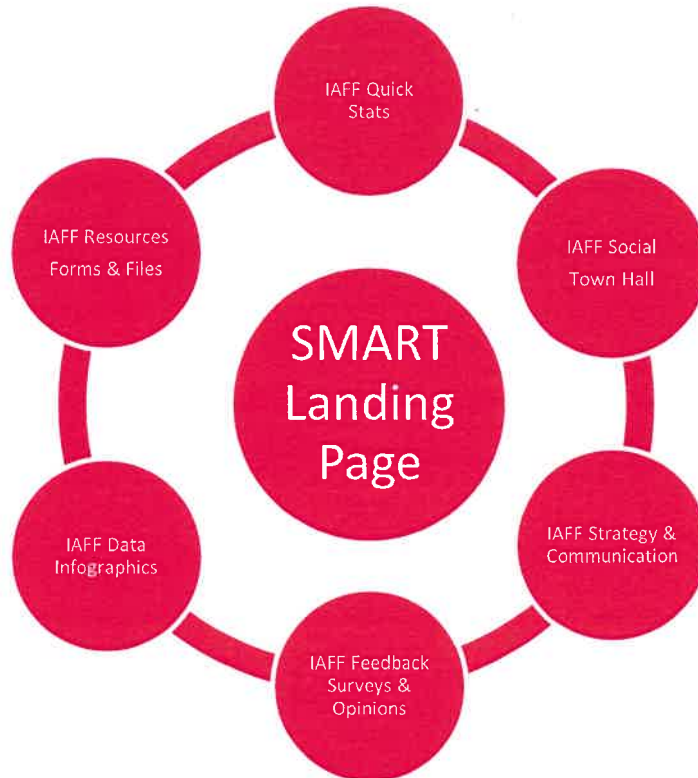 IAFF Quick
Stats
IAFF Social
Town Hall
IAFF Strategy &
Communication
IAFF Feedback
Surveys &
Opinions
IAFF Data
Infographics
IAFF Resources
Forms & Files
SMART
Landing
Page